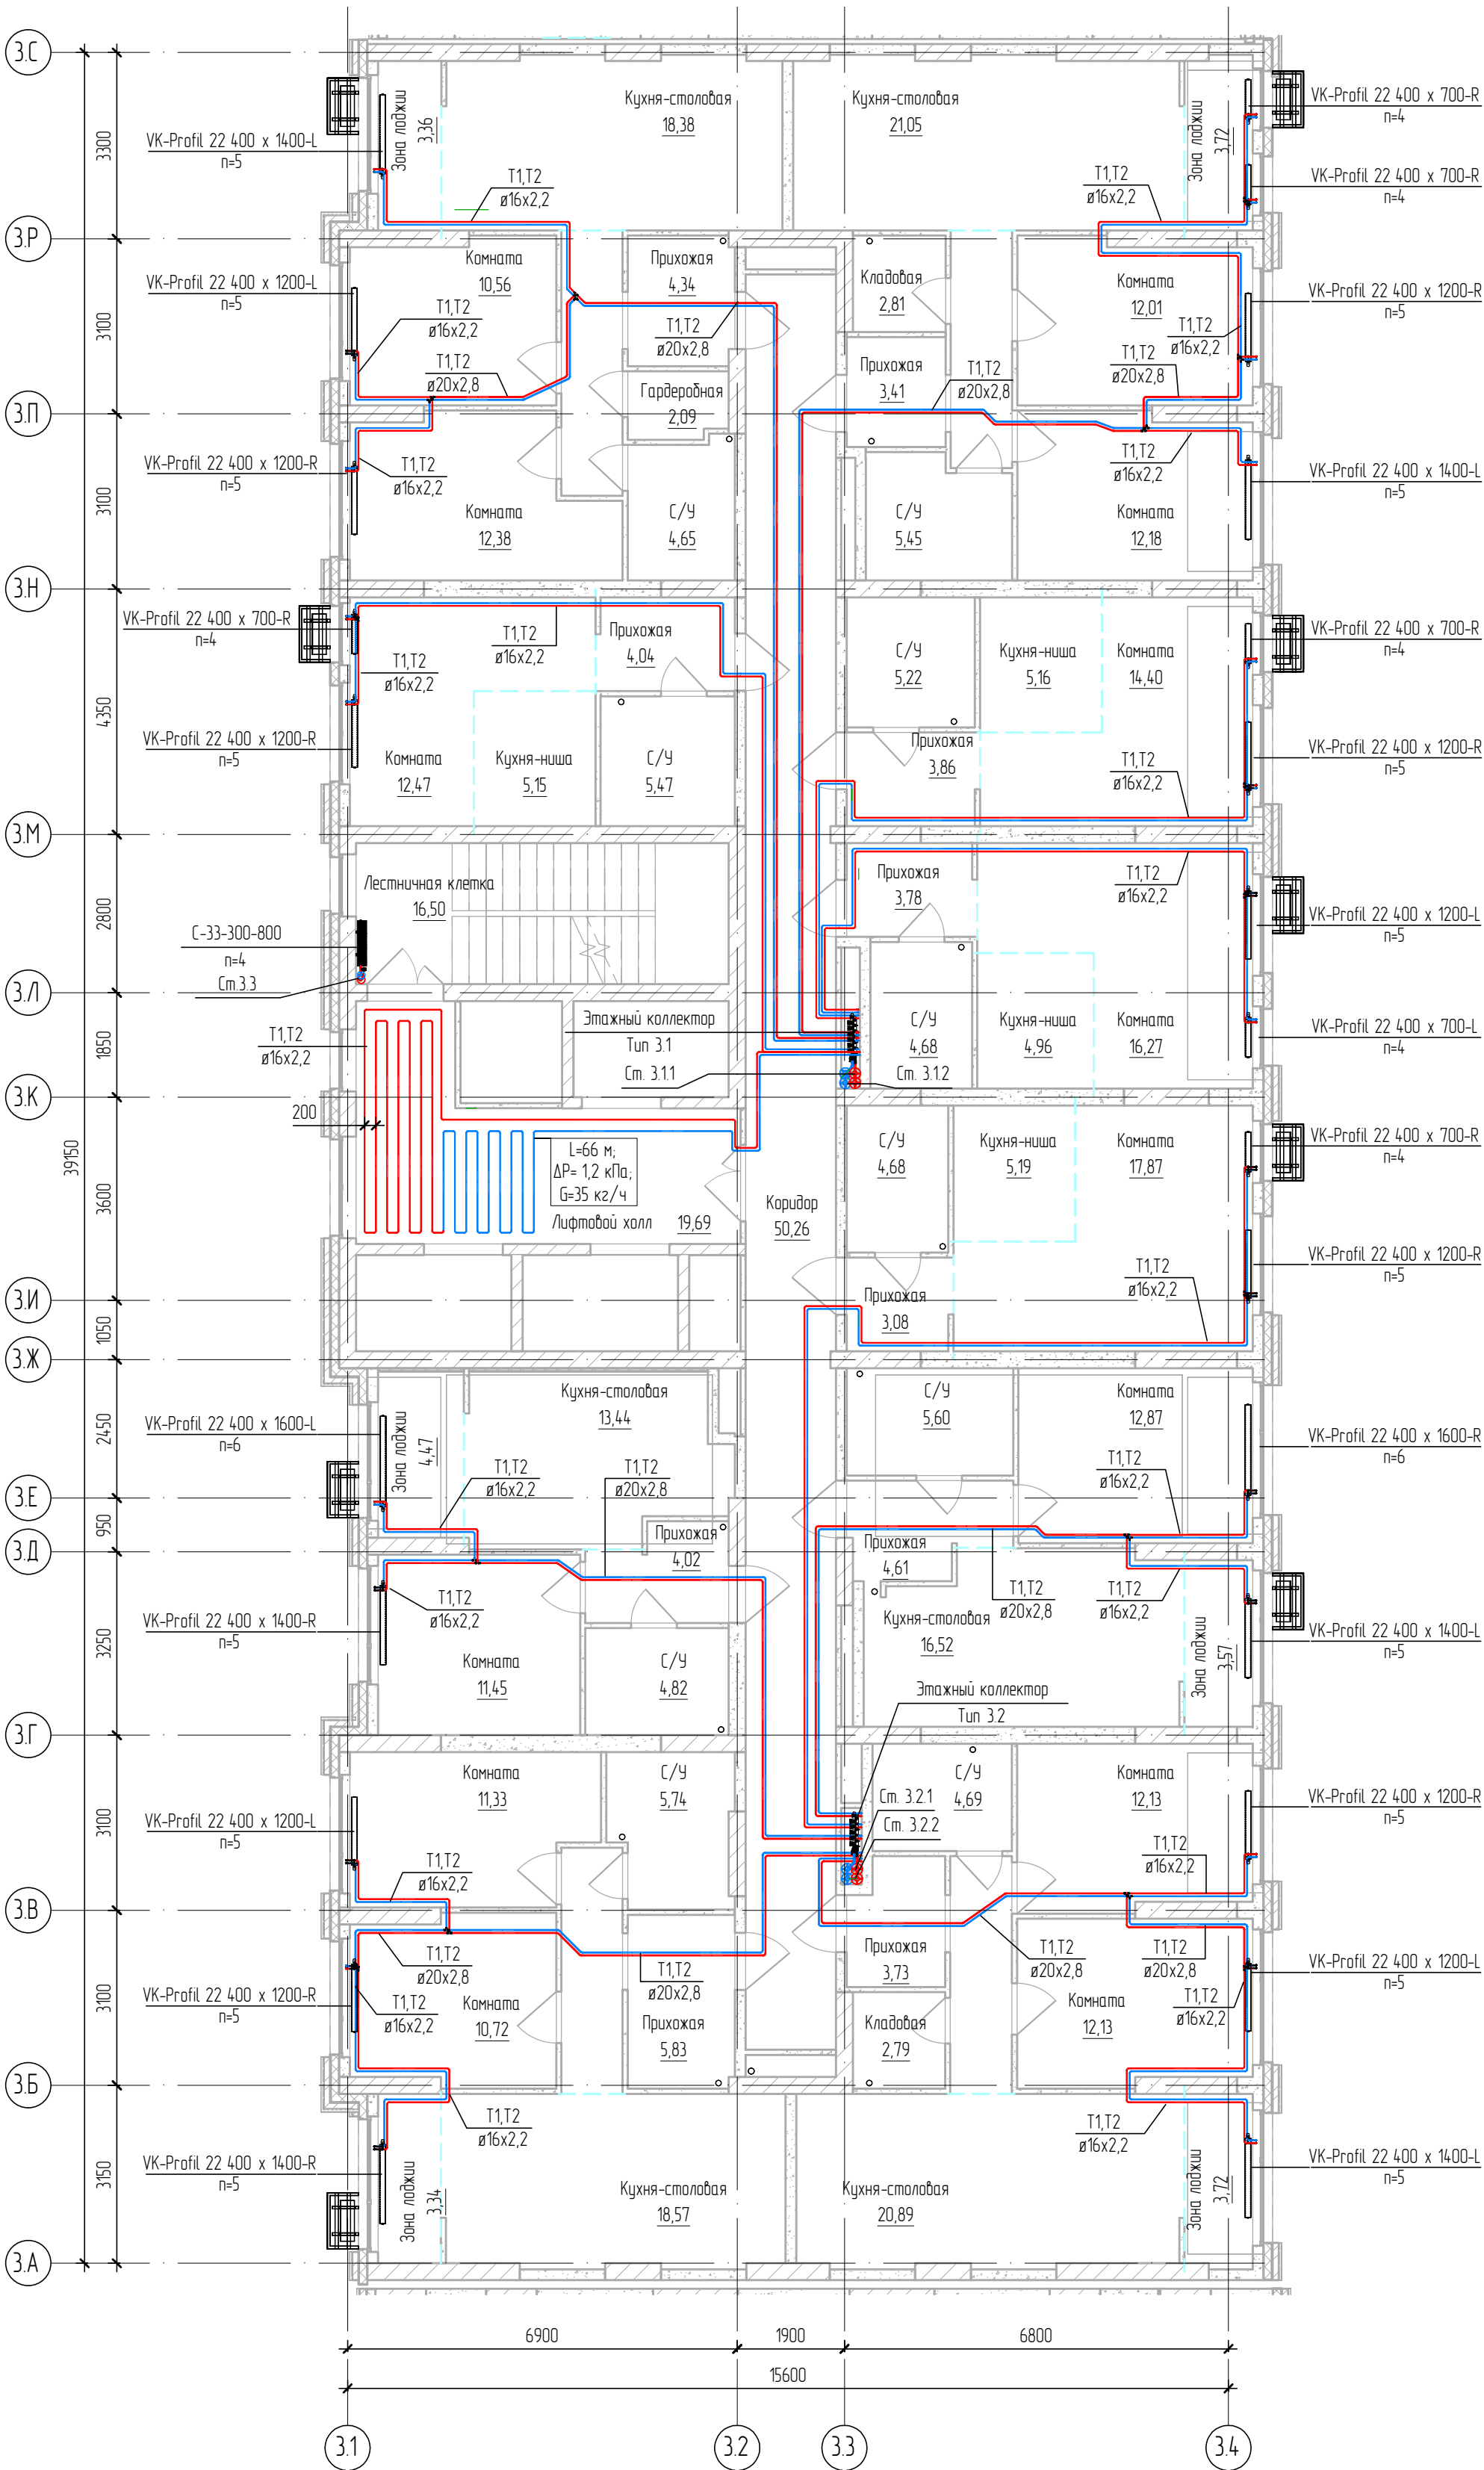 3.С
Кухня-столовая
18,38
Кухня-столовая
21,05
VK-Profil 22 400 x 700-R
n=4
Зона лоджии
3,36
VK-Profil 22 400 x 1400-L
n=5
Зона лоджии
3,72
3300
VK-Profil 22 400 x 700-R
n=4
T1,T2
ø16x2,2
T1,T2
ø16x2,2
3.Р
Комната
10,56
Прихожая
4,34
Кладовая
2,81
Комната
12,01
VK-Profil 22 400 x 1200-L
n=5
VK-Profil 22 400 x 1200-R
n=5
3100
T1,T2
ø16x2,2
T1,T2
ø20x2,8
T1,T2
ø16x2,2
T1,T2
ø20x2,8
Прихожая
3,41
T1,T2
ø20x2,8
T1,T2
ø20x2,8
Гардеробная
2,09
3.П
VK-Profil 22 400 x 1200-R
n=5
T1,T2
ø16x2,2
T1,T2
ø16x2,2
VK-Profil 22 400 x 1400-L
n=5
3100
Комната
12,38
С/У
4,65
С/У
5,45
Комната
12,18
3.Н
VK-Profil 22 400 x 700-R
n=4
T1,T2
ø16x2,2
Прихожая
4,04
VK-Profil 22 400 x 700-R
n=4
T1,T2
ø16x2,2
С/У
5,22
Кухня-ниша
5,16
Комната
14,40
4350
VK-Profil 22 400 x 1200-R
n=5
Комната
12,47
Кухня-ниша
5,15
С/У
5,47
Прихожая
3,86
T1,T2
ø16x2,2
VK-Profil 22 400 x 1200-R
n=5
3.М
Лестничная клетка
16,50
Прихожая
3,78
T1,T2
ø16x2,2
2800
C-33-300-800
n=4
Ст.3.3
VK-Profil 22 400 x 1200-L
n=5
3.Л
T1,T2
ø16x2,2
Этажный коллектор
Тип 3.1
Ст. 3.1.1
Ст. 3.1.2
С/У
4,68
Кухня-ниша
4,96
Комната
16,27
VK-Profil 22 400 x 700-L
n=4
1850
3.К
200
39150
L=66 м;
ΔP= 1,2 кПа;
G=35 кг/ч
С/У
4,68
Кухня-ниша
5,19
Комната
17,87
VK-Profil 22 400 x 700-R
n=4
3600
Лифтовой холл
19,69
Коридор
50,26
VK-Profil 22 400 x 1200-R
n=5
T1,T2
ø16x2,2
3.И
Прихожая
3,08
1050
3.Ж
Кухня-столовая
13,44
С/У
5,60
Комната
12,87
VK-Profil 22 400 x 1600-L
n=6
Зона лоджии
4,47
VK-Profil 22 400 x 1600-R
n=6
2450
T1,T2
ø16x2,2
T1,T2
ø20x2,8
T1,T2
ø16x2,2
3.Е
950
Прихожая
4,02
Прихожая
4,61
3.Д
T1,T2
ø16x2,2
T1,T2
ø20x2,8
T1,T2
ø16x2,2
VK-Profil 22 400 x 1400-R
n=5
Кухня-столовая
16,52
VK-Profil 22 400 x 1400-L
n=5
3250
Комната
11,45
С/У
4,82
Зона лоджии
3,57
Этажный коллектор
Тип 3.2
3.Г
Комната
11,33
С/У
5,74
Ст. 3.2.1
Ст. 3.2.2
С/У
4,69
Комната
12,13
VK-Profil 22 400 x 1200-L
n=5
VK-Profil 22 400 x 1200-R
n=5
3100
T1,T2
ø16x2,2
T1,T2
ø16x2,2
3.В
T1,T2
ø20x2,8
T1,T2
ø20x2,8
Прихожая
3,73
T1,T2
ø20x2,8
T1,T2
ø20x2,8
VK-Profil 22 400 x 1200-R
n=5
VK-Profil 22 400 x 1200-L
n=5
3100
T1,T2
ø16x2,2
Комната
10,72
Прихожая
5,83
Кладовая
2,79
Комната
12,13
T1,T2
ø16x2,2
3.Б
T1,T2
ø16x2,2
T1,T2
ø16x2,2
VK-Profil 22 400 x 1400-R
n=5
VK-Profil 22 400 x 1400-L
n=5
3150
Зона лоджии
3,34
Кухня-столовая
18,57
Кухня-столовая
20,89
Зона лоджии
3,72
3.А
6900
1900
6800
15600
3.1
3.2
3.3
3.4